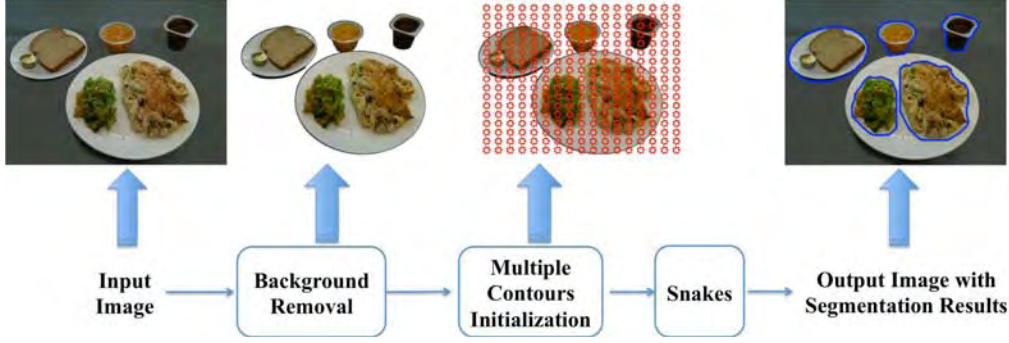 Input
Image
Background
Removal
Multiple
Contours
Initialization
Snakes
Output Image with
Segmentation Results